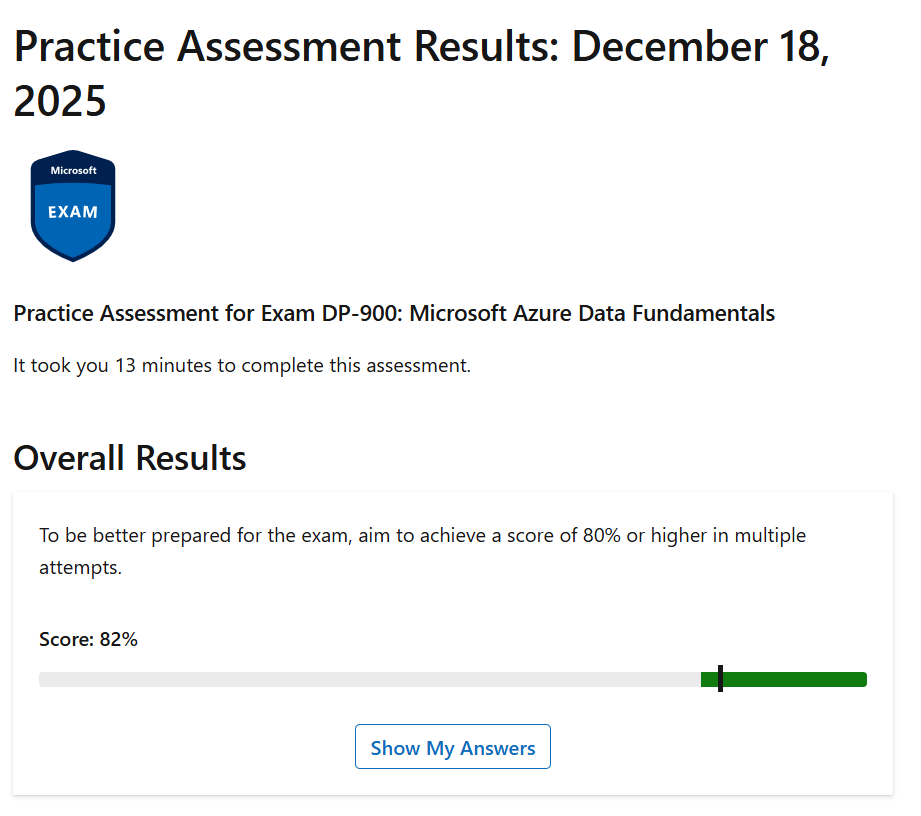 Practice Assessment Results: December 18,
2025
Microsoft
EXAM
Practice Assessment for Exam DP-900: Microsoft Azure Data Fundamentals
It took you 13 minutes to complete this assessment.
Overall Results
To be better prepared for the exam, aim to achieve a score of 80% or higher in multiple
attempts.
Score: 82%
Show My Answers